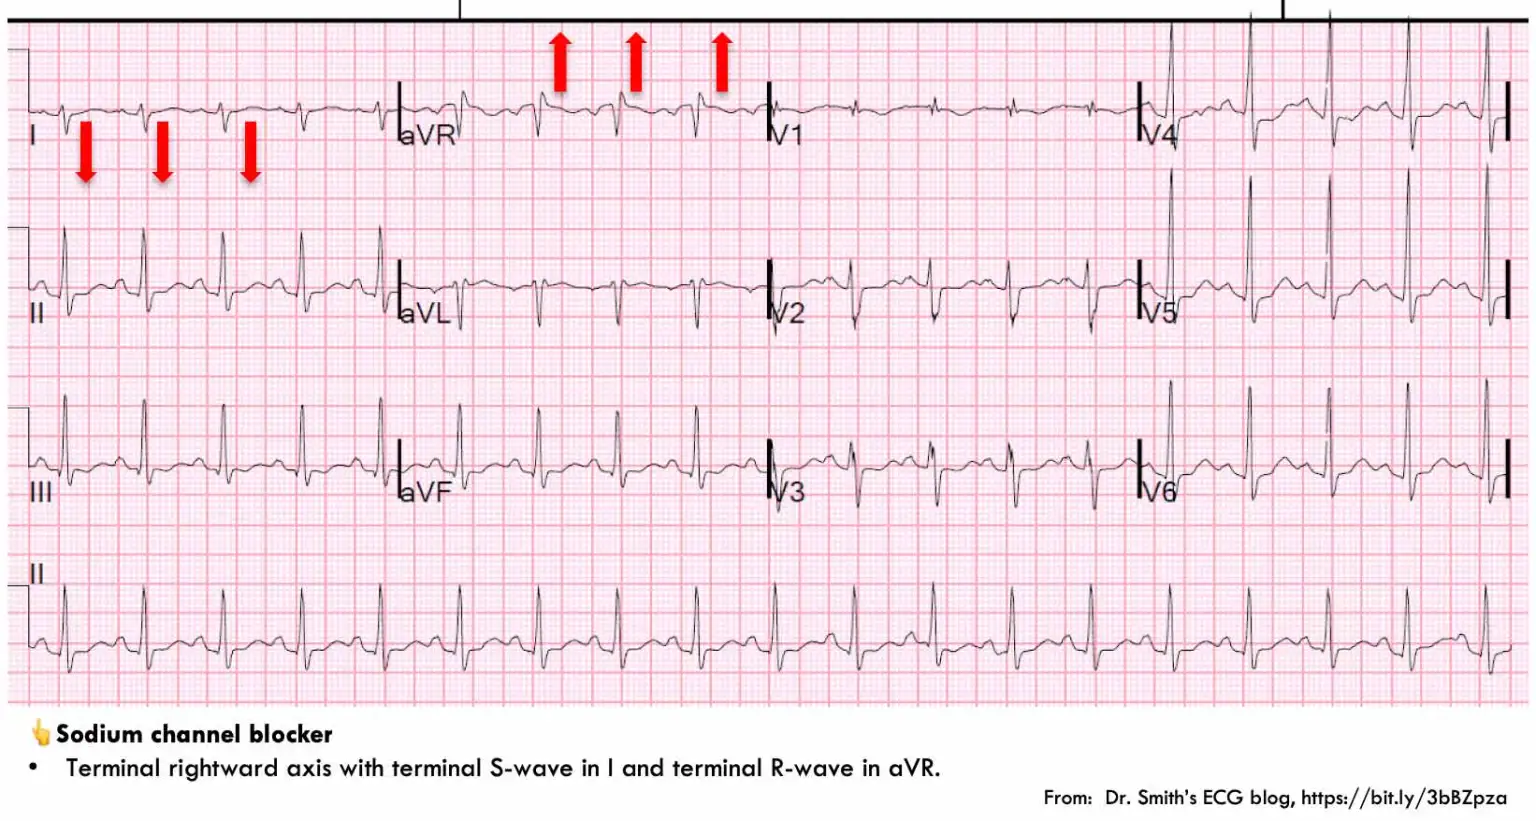 I aVR V1 V4
II aVL V2 V5
III aVF V3 V6
II
👆Sodium channel blocker
• Terminal rightward axis with terminal S-wave in I and terminal R-wave in aVR.
From: Dr. Smith's ECG blog, https://bit.ly/3bBZpza